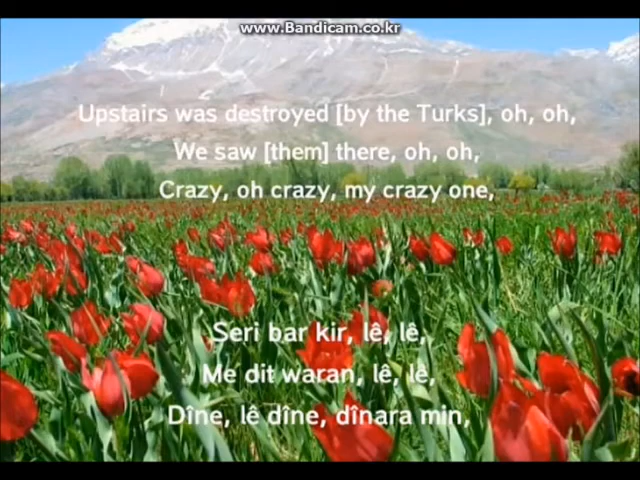 www.Bandicam.co.kr
Upstairs was destroyed [by the Turks], oh, oh,
We saw [them] there, oh, oh,
Crazy, oh crazy, my crazy one,
Seri bar kir, lê, lê,
Me dit waran, lê, lê,
Dîne, lê dîne, dînara min,